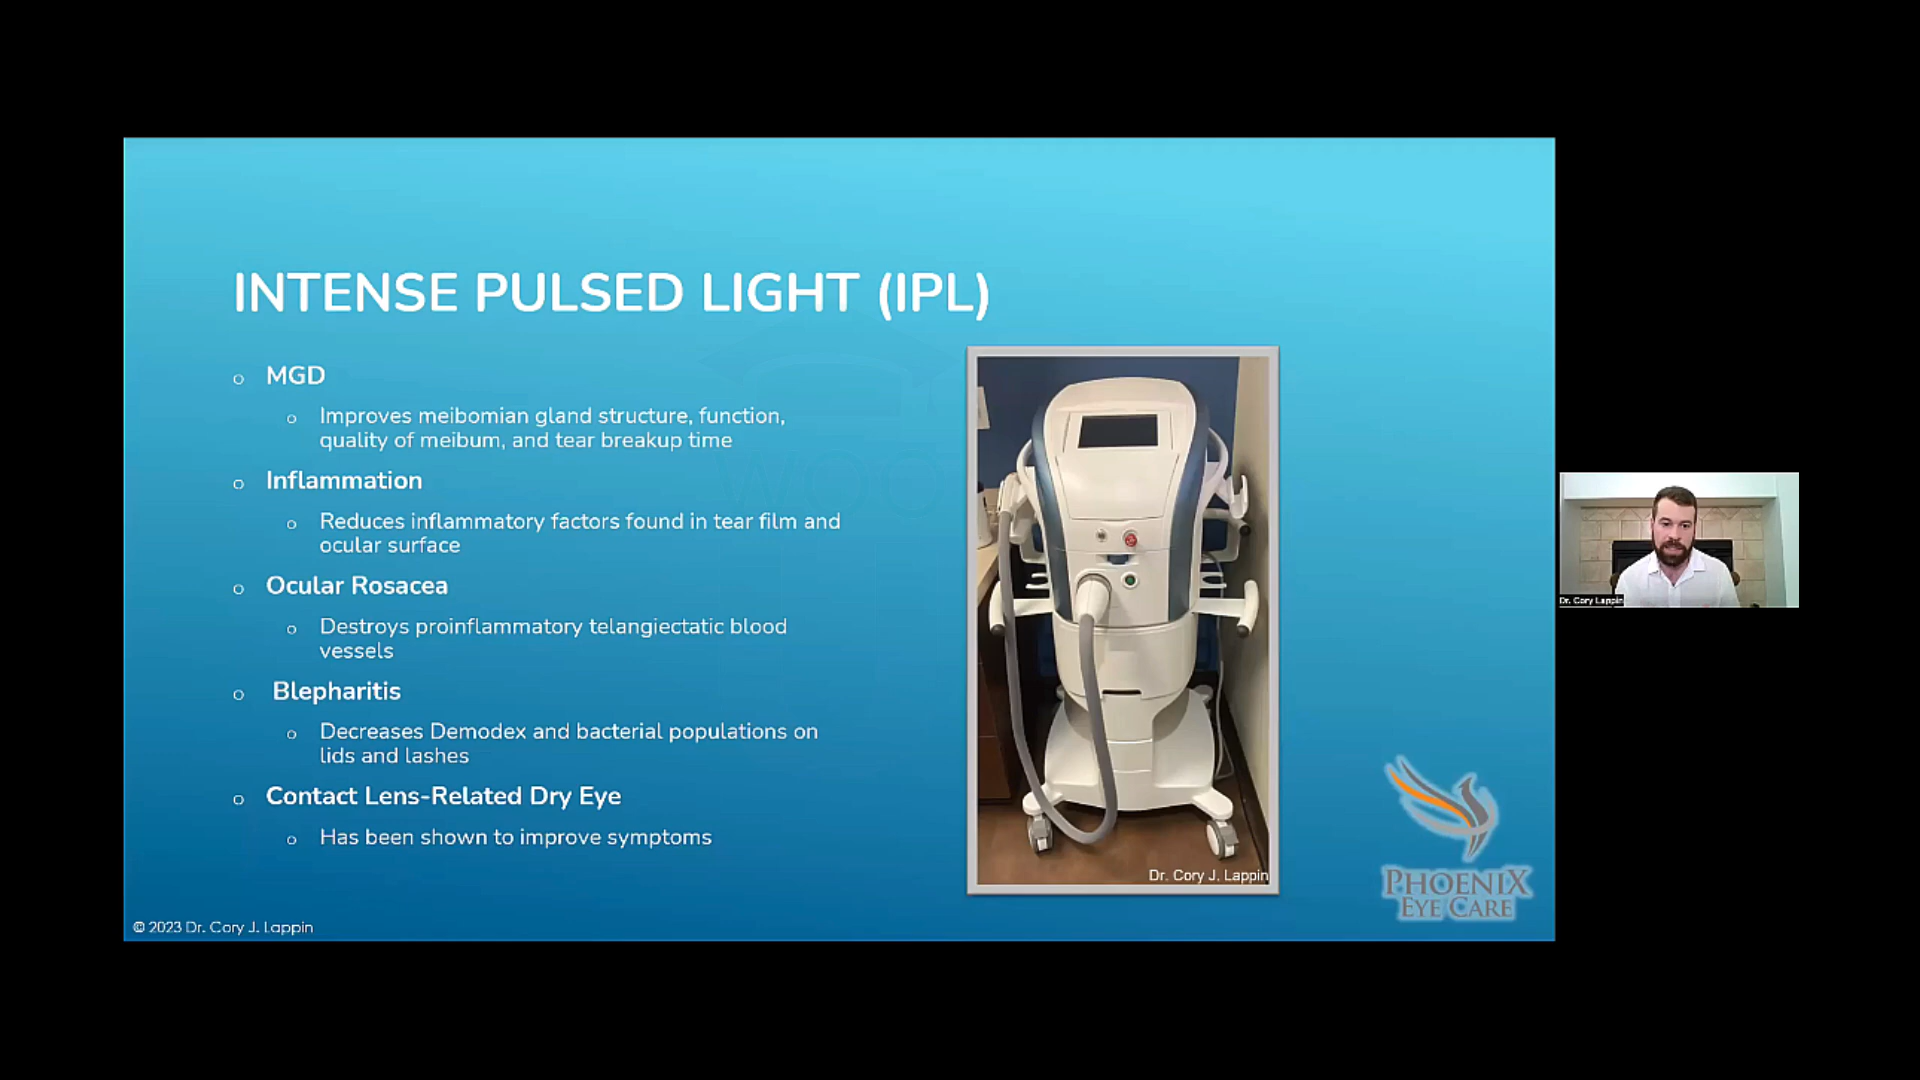 INTENSE PULSED LIGHT (IPL)
MGD
Improves meibomian gland structure, function,
quality of meibum, and tear breakup time
Inflammation
Reduces inflammatory factors found in tear film and
ocular surface
Ocular Rosacea
Destroys proinflammatory telangiectatic blood
vessels
Blepharitis
Decreases Demodex and bacterial populations on
lids and lashes
Contact Lens-Related Dry Eye
Has been shown to improve symptoms
Dr. Cory J. Lappin
PHOENIX
EYE CARE
© 2023 Dr. Cory J. Lappin
Dr. Cory Lappin